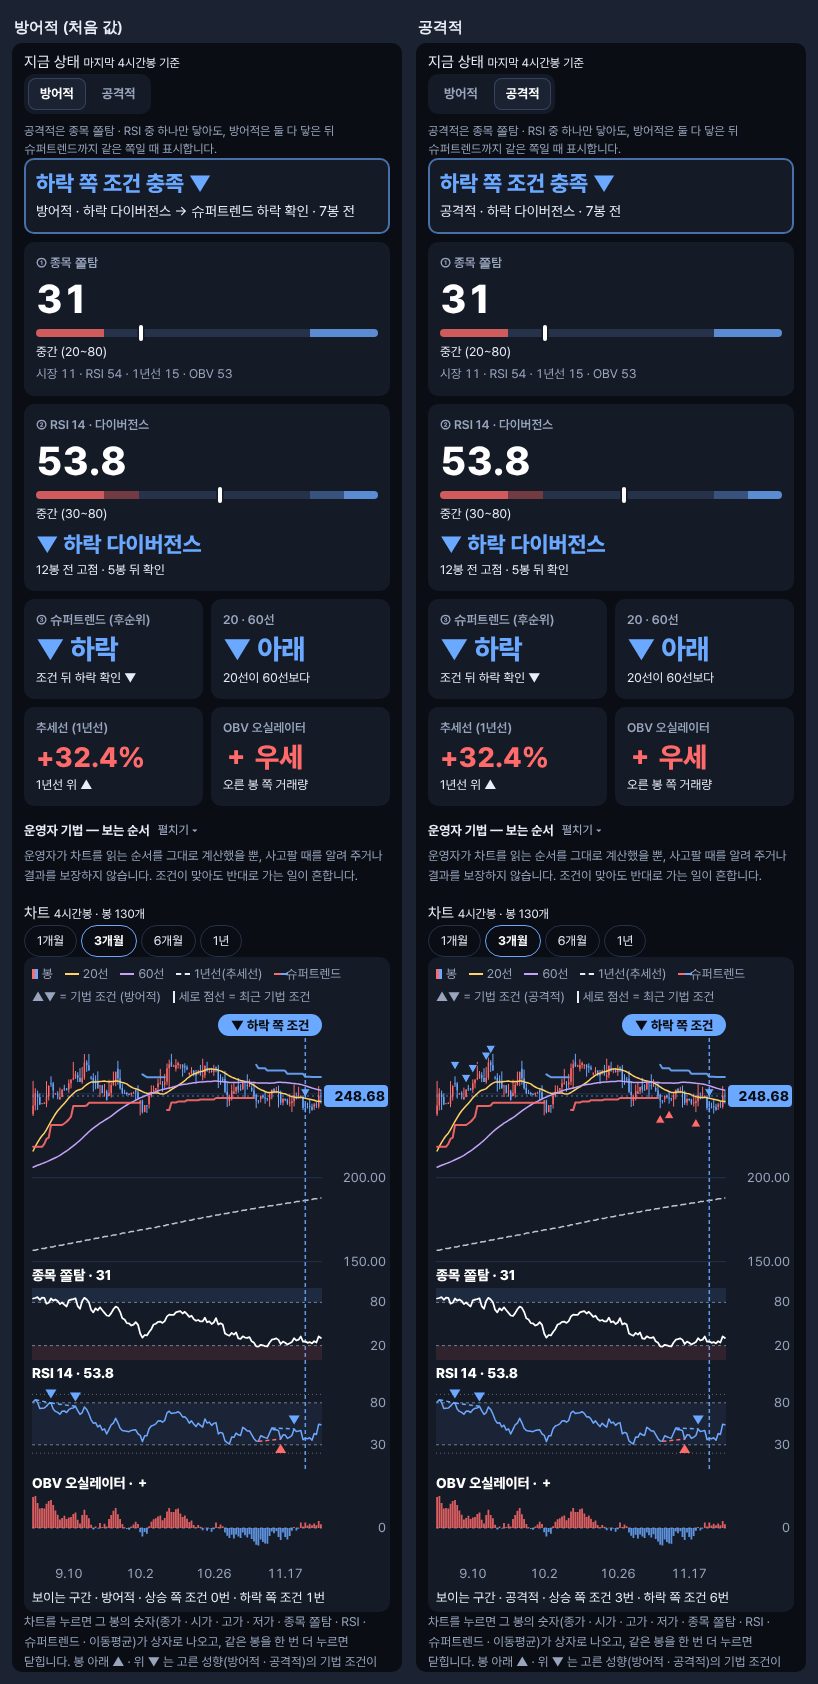 방어적 (처음 값)
지금 상태 마지막 4시간봉 기준
방어적 공격적
공격적은 종목 쫄탐 · RSI 중 하나만 닿아도, 방어적은 둘 다 닿은 뒤
슈퍼트렌드까지 같은 쪽일 때 표시합니다.
하락 쪽 조건 충족 ▼
방어적 · 하락 다이버전스 → 슈퍼트렌드 하락 확인 · 7봉 전
① 종목 쫄탐
31
중간 (20~80)
시장 11 · RSI 54 · 1년선 15 · OBV 53
② RSI 14 · 다이버전스
53.8
중간 (30~80)
▼ 하락 다이버전스
12봉 전 고점 · 5봉 뒤 확인
③ 슈퍼트렌드 (후순위)
▼ 하락
조건 뒤 하락 확인 ▼
20 · 60선
▼ 아래
20선이 60선보다
추세선 (1년선)
+32.4%
1년선 위 ▲
OBV 오실레이터
+ 우세
오른 봉 쪽 거래량
운영자 기법 — 보는 순서 펼치기
운영자가 차트를 읽는 순서를 그대로 계산했을 뿐, 사고팔 때를 알려 주거나
결과를 보장하지 않습니다. 조건이 맞아도 반대로 가는 일이 흔합니다.
차트 4시간봉 · 봉 130개
1개월 3개월 6개월 1년
봉 20선 60선 1년선(추세선) 슈퍼트렌드
▲▼ = 기법 조건 (방어적) 세로 점선 = 최근 기법 조건
▼ 하락 쪽 조건
248.68
200.00
150.00
종목 쫄탐 · 31
80
20
RSI 14 · 53.8
80
30
OBV 오실레이터 · +
0
9.10 10.2 10.26 11.17
보이는 구간 · 방어적 · 상승 쪽 조건 0번 · 하락 쪽 조건 1번
차트를 누르면 그 봉의 숫자(종가 · 시가 · 고가 · 저가 · 종목 쫄탐 · RSI ·
슈퍼트렌드 · 이동평균)가 상자로 나오고, 같은 봉을 한 번 더 누르면
닫힙니다. 봉 아래 ▲ · 위 ▼ 는 고른 성향(방어적 · 공격적)의 기법 조건이
공격적
지금 상태 마지막 4시간봉 기준
방어적 공격적
공격적은 종목 쫄탐 · RSI 중 하나만 닿아도, 방어적은 둘 다 닿은 뒤
슈퍼트렌드까지 같은 쪽일 때 표시합니다.
하락 쪽 조건 충족 ▼
공격적 · 하락 다이버전스 · 7봉 전
① 종목 쫄탐
31
중간 (20~80)
시장 11 · RSI 54 · 1년선 15 · OBV 53
② RSI 14 · 다이버전스
53.8
중간 (30~80)
▼ 하락 다이버전스
12봉 전 고점 · 5봉 뒤 확인
③ 슈퍼트렌드 (후순위)
▼ 하락
조건 뒤 하락 확인 ▼
20 · 60선
▼ 아래
20선이 60선보다
추세선 (1년선)
+32.4%
1년선 위 ▲
OBV 오실레이터
+ 우세
오른 봉 쪽 거래량
운영자 기법 — 보는 순서 펼치기
운영자가 차트를 읽는 순서를 그대로 계산했을 뿐, 사고팔 때를 알려 주거나
결과를 보장하지 않습니다. 조건이 맞아도 반대로 가는 일이 흔합니다.
차트 4시간봉 · 봉 130개
1개월 3개월 6개월 1년
봉 20선 60선 1년선(추세선) 슈퍼트렌드
▲▼ = 기법 조건 (공격적) 세로 점선 = 최근 기법 조건
▼ 하락 쪽 조건
248.68
200.00
150.00
종목 쫄탐 · 31
80
20
RSI 14 · 53.8
80
30
OBV 오실레이터 · +
0
9.10 10.2 10.26 11.17
보이는 구간 · 공격적 · 상승 쪽 조건 3번 · 하락 쪽 조건 6번
차트를 누르면 그 봉의 숫자(종가 · 시가 · 고가 · 저가 · 종목 쫄탐 · RSI ·
슈퍼트렌드 · 이동평균)가 상자로 나오고, 같은 봉을 한 번 더 누르면
닫힙니다. 봉 아래 ▲ · 위 ▼ 는 고른 성향(방어적 · 공격적)의 기법 조건이